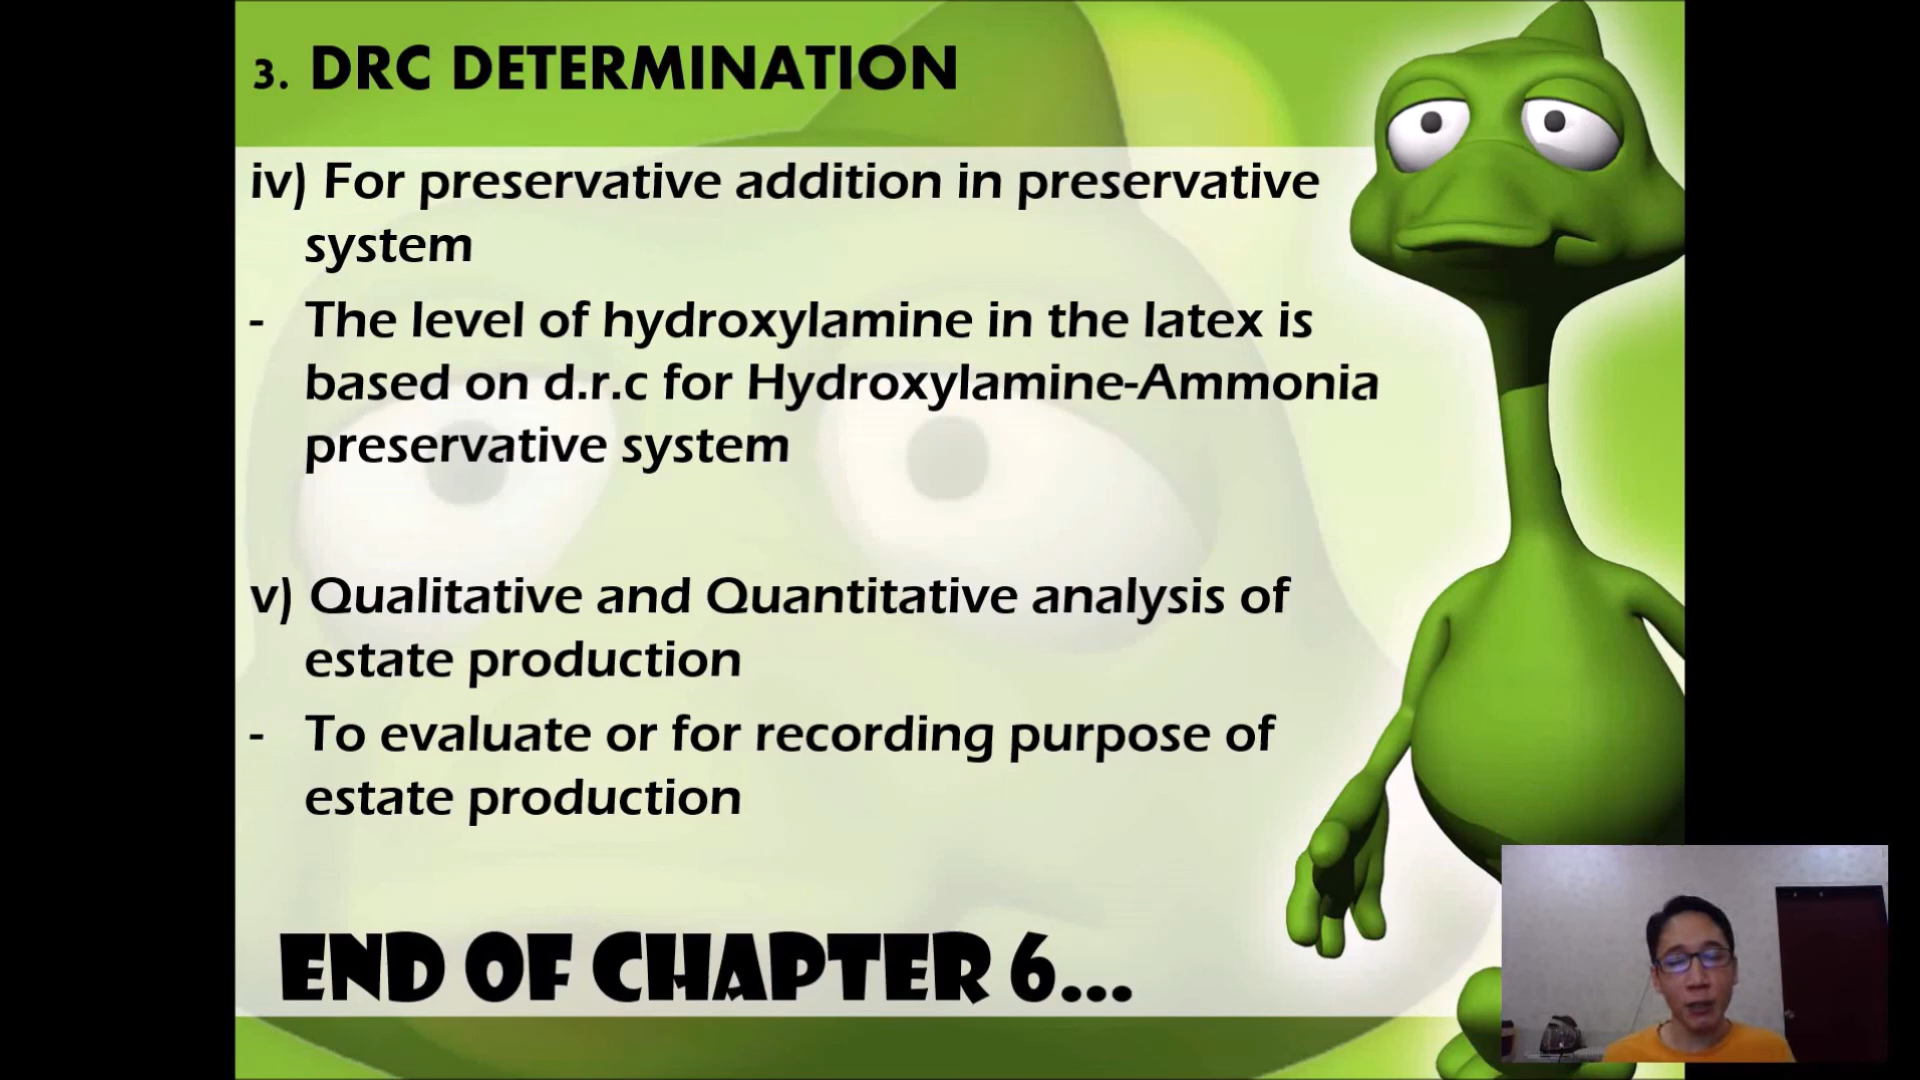 3. DRC DETERMINATION
iv) For preservative addition in preservative
system
- The level of hydroxylamine in the latex is
based on d.r.c for Hydroxylamine-Ammonia
preservative system
v) Qualitative and Quantitative analysis of
estate production
- To evaluate or for recording purpose of
estate production
END OF CHAPTER 6...